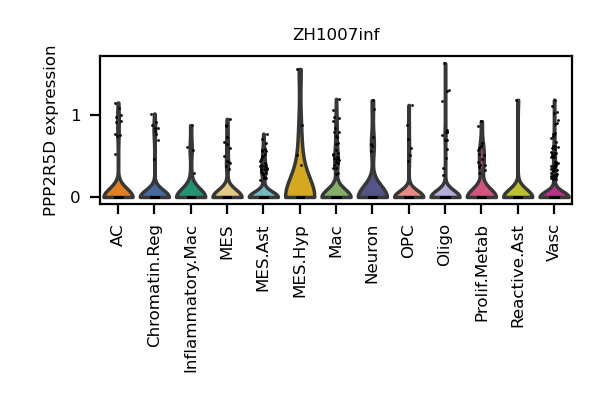 ZH1007inf
PPP2R5D expression
1
0
AC
Chromatin.Reg
Inflammatory.Mac
MES
MES.Ast
MES.Hyp
Mac
Neuron
OPC
Oligo
Prolif.Metab
Reactive.Ast
Vasc